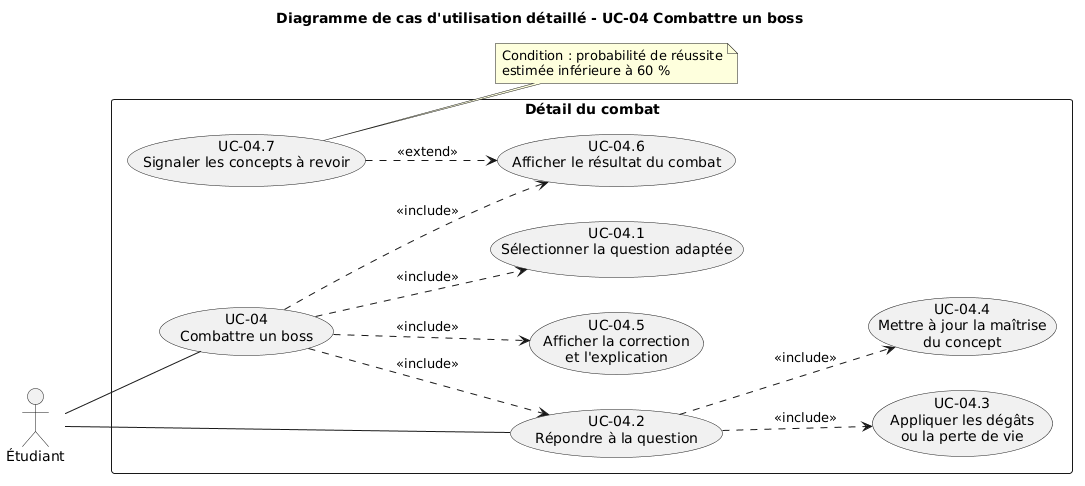 Diagramme de cas d'utilisation détaillé - UC-04 Combattre un boss
Condition : probabilité de réussite
estimée inférieure à 60 %
Détail du combat
UC-04.7
Signaler les concepts à revoir
«extend»
UC-04.6
Afficher le résultat du combat
«include»
UC-04.1
Sélectionner la question adaptée
«include»
UC-04
Combattre un boss
«include»
UC-04.5
Afficher la correction
et l'explication
UC-04.4
Mettre à jour la maîtrise
du concept
«include»
«include»
UC-04.2
Répondre à la question
«include»
UC-04.3
Appliquer les dégâts
ou la perte de vie
Étudiant